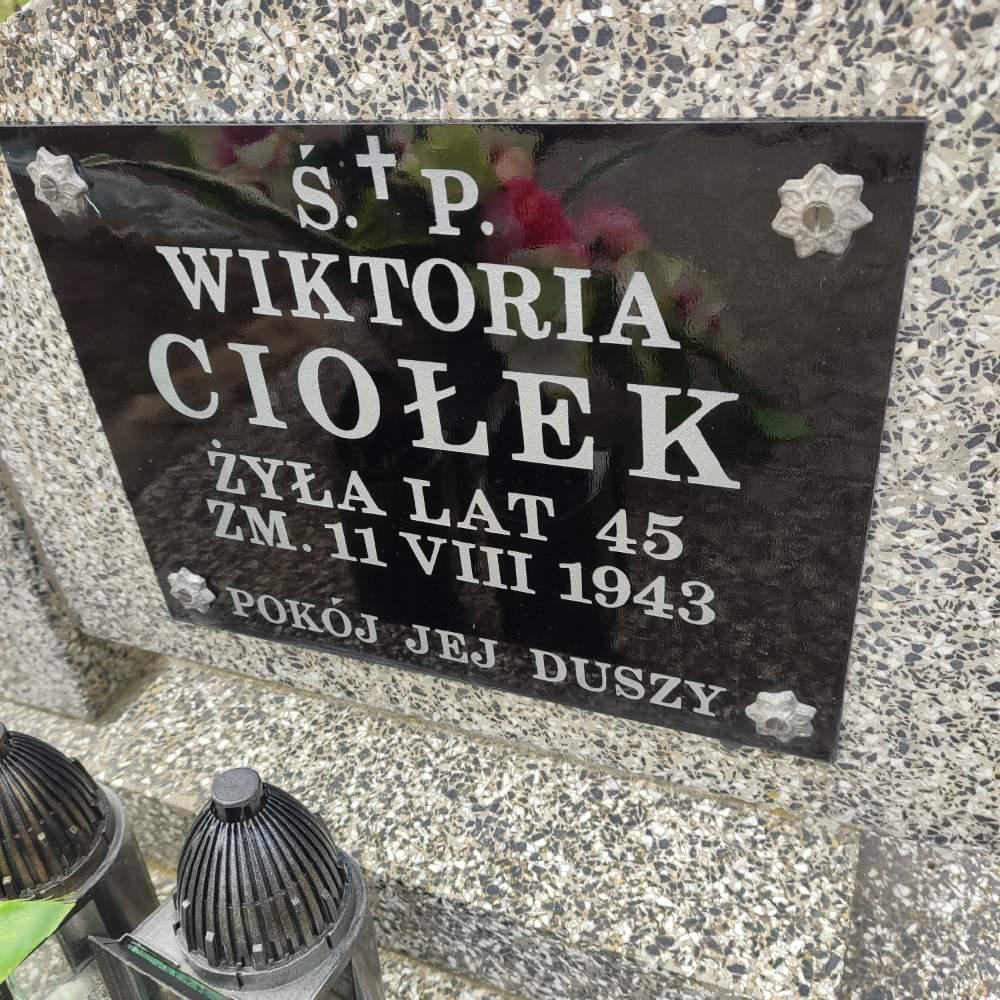 Ś.✝P.
WIKTORIA
CIOŁEK
ŻYŁA LAT 45
ZM. 11 VIII 1943
POKÓJ JEJ DUSZY